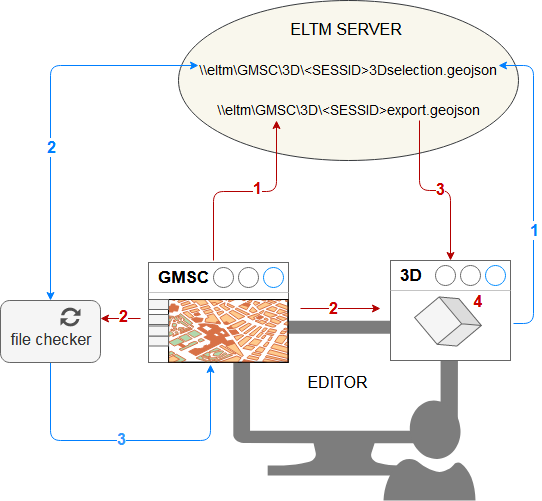 ELTM SERVER
\\eltm\GMSC\3D\<SESSID>3Dselection.geojson
\\eltm\GMSC\3D\<SESSID>export.geojson
2
1
3
1
GMSC
3D
4
2
2
file checker
EDITOR
3